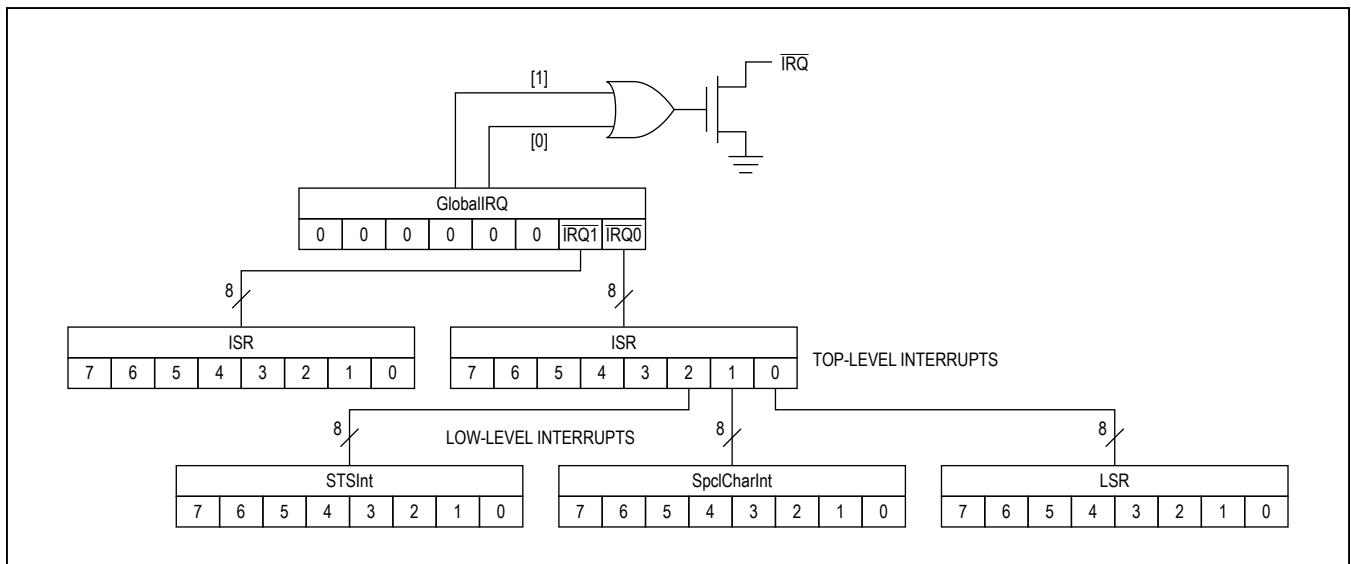 I̅R̅Q̅
[1]
[0]
GlobalIRQ
0 0 0 0 0 0 I̅R̅Q̅1̅ I̅R̅Q̅0̅
8 8
ISR ISR
7 6 5 4 3 2 1 0 7 6 5 4 3 2 1 0
TOP-LEVEL INTERRUPTS
8 LOW-LEVEL INTERRUPTS 8 8
STSInt SpclCharInt LSR
7 6 5 4 3 2 1 0 7 6 5 4 3 2 1 0 7 6 5 4 3 2 1 0